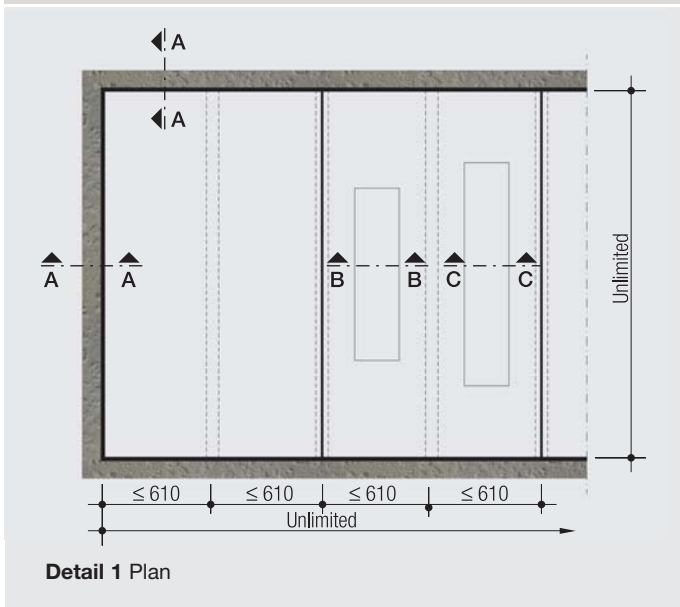 A
A
A A B B C C
Unlimited
≤ 610 ≤ 610 ≤ 610 ≤ 610
Unlimited
Detail 1 Plan